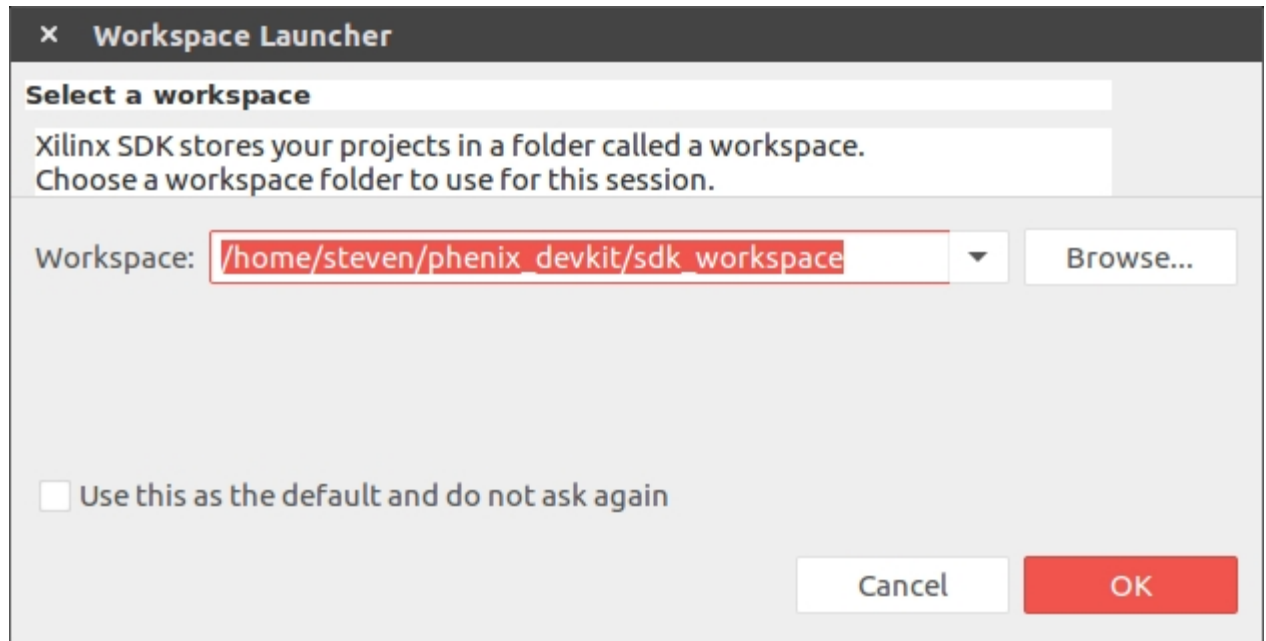 × Workspace Launcher
Select a workspace
Xilinx SDK stores your projects in a folder called a workspace.
Choose a workspace folder to use for this session.
Workspace: /home/steven/phenix_devkit/sdk_workspace Browse...
Use this as the default and do not ask again
Cancel OK